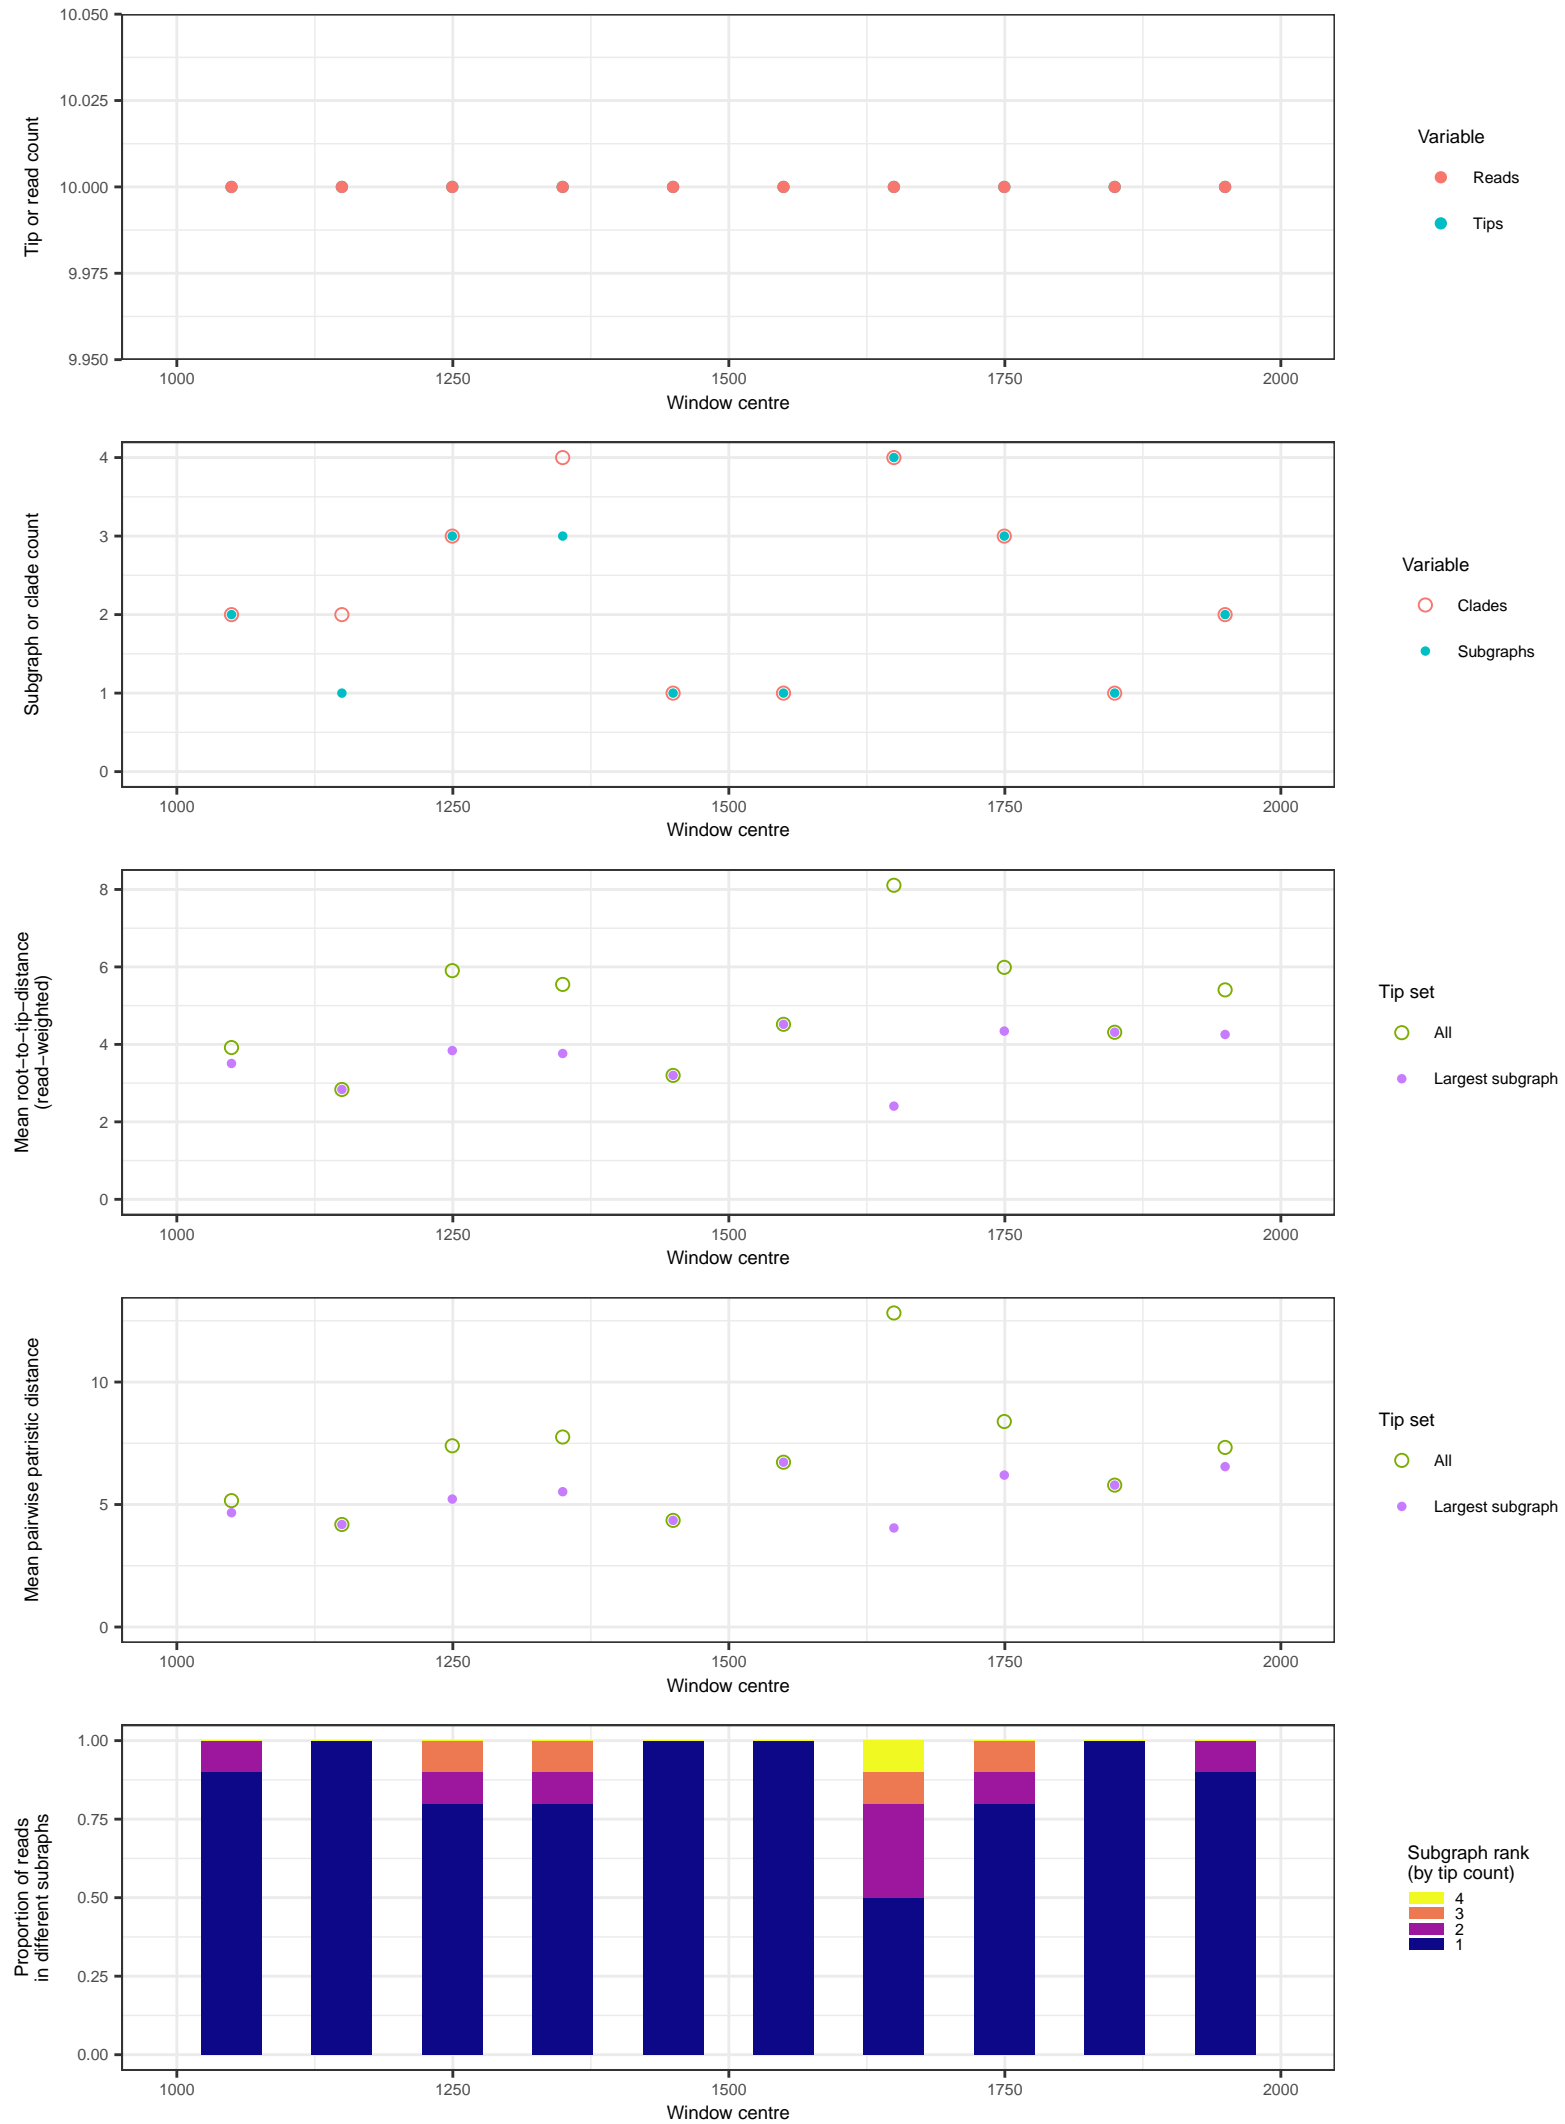 10.050
10.025
10.000
9.975
9.950
Tip or read count
1000 1250 1500 1750 2000
Window centre
Variable
Reads
Tips
4
3
2
1
0
Subgraph or clade count
1000 1250 1500 1750 2000
Window centre
Variable
Clades
Subgraphs
8
6
4
2
0
Mean root−to−tip−distance
(read−weighted)
1000 1250 1500 1750 2000
Window centre
Tip set
All
Largest subgraph
10
5
0
Mean pairwise patristic distance
1000 1250 1500 1750 2000
Window centre
Tip set
All
Largest subgraph
1.00
0.75
0.50
0.25
0.00
Proportion of reads
in different subraphs
1000 1250 1500 1750 2000
Window centre
Subgraph rank
(by tip count)
4
3
2
1